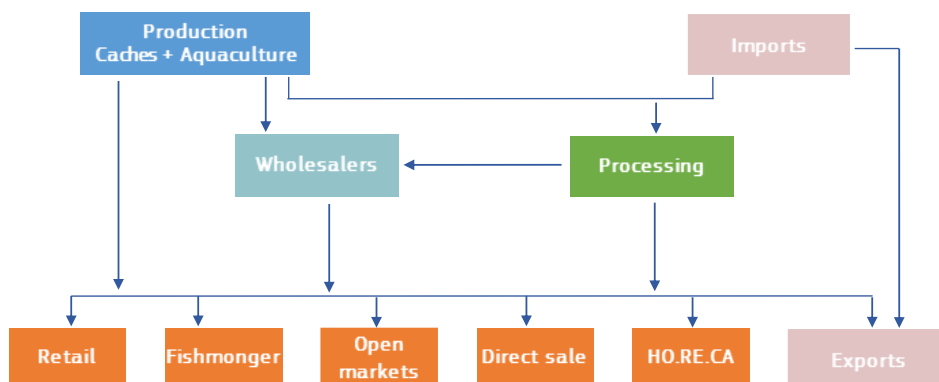 Production
Caches + Aquaculture
Imports
Wholesalers
Processing
Retail
Fishmonger
Open
markets
Direct sale
HO.RE.CA
Exports